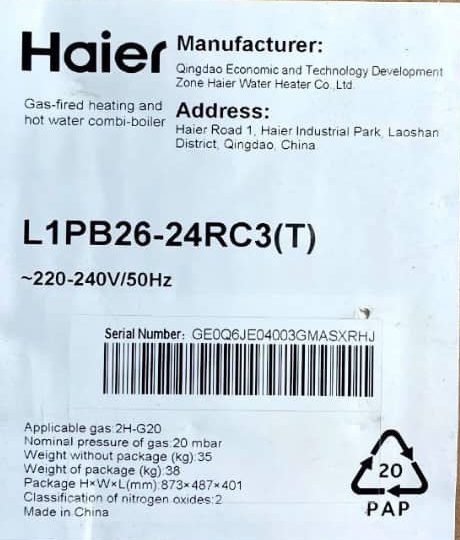 Haier
Gas-fired heating and
hot water combi-boiler
Manufacturer:
Qingdao Economic and Technology Development
Zone Haier Water Heater Co.,Ltd.
Address:
Haier Road 1, Haier Industrial Park, Laoshan
District, Qingdao, China
L1PB26-24RC3(T)
~220-240V/50Hz
Serial Number: GE0Q6JE04003GMASXRHJ
Applicable gas:2H-G20
Nominal pressure of gas:20 mbar
Weight without package (kg):35
Weight of package (kg):38
Package H×W×L(mm):873×487×401
Classification of nitrogen oxides:2
Made in China
20
PAP